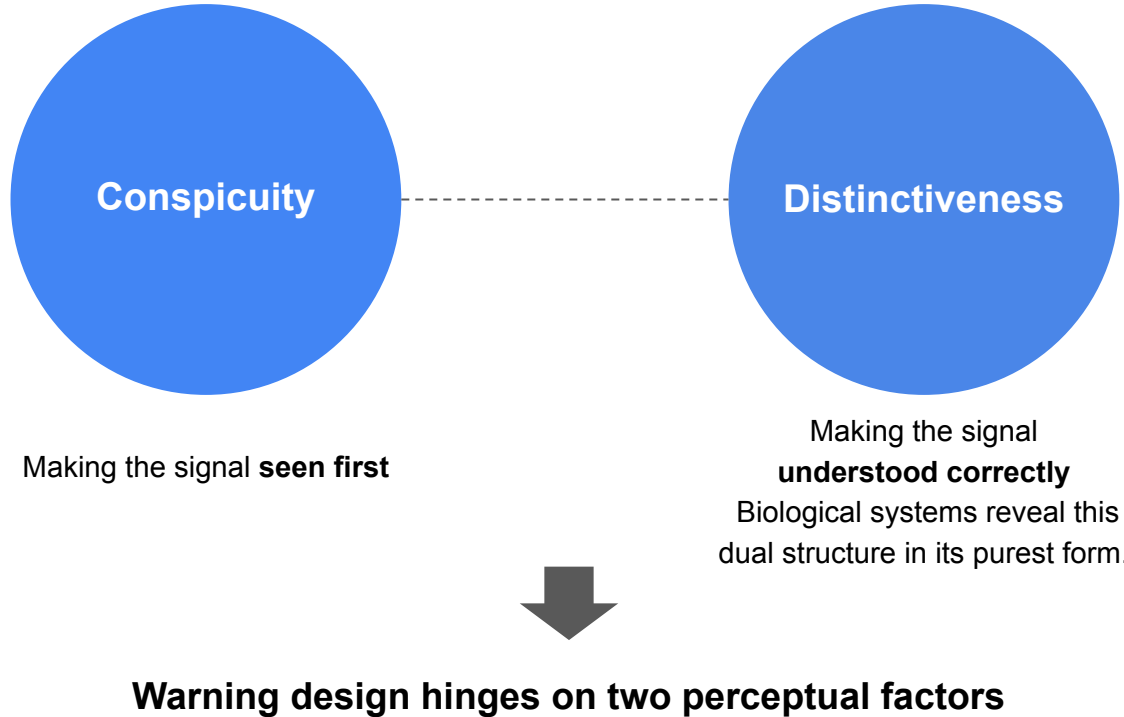 Conspicuity
Distinctiveness
Making the signal seen first
Making the signal
understood correctly
Biological systems reveal this
dual structure in its purest form.
Warning design hinges on two perceptual factors